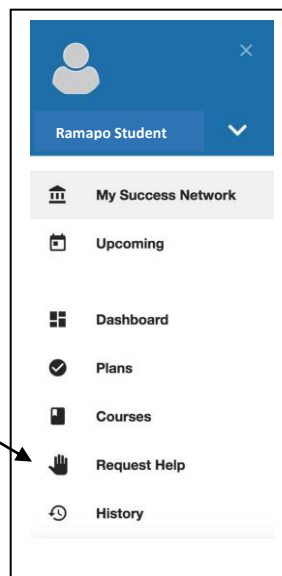 Ramapo Student
My Success Network
Upcoming
Dashboard
Plans
Courses
Request Help
History